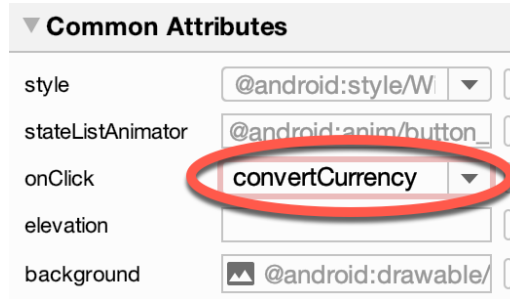 Common Attributes
style @android:style/Wi
stateListAnimator @android:anim/button_
onClick convertCurrency
elevation
background @android:drawable/